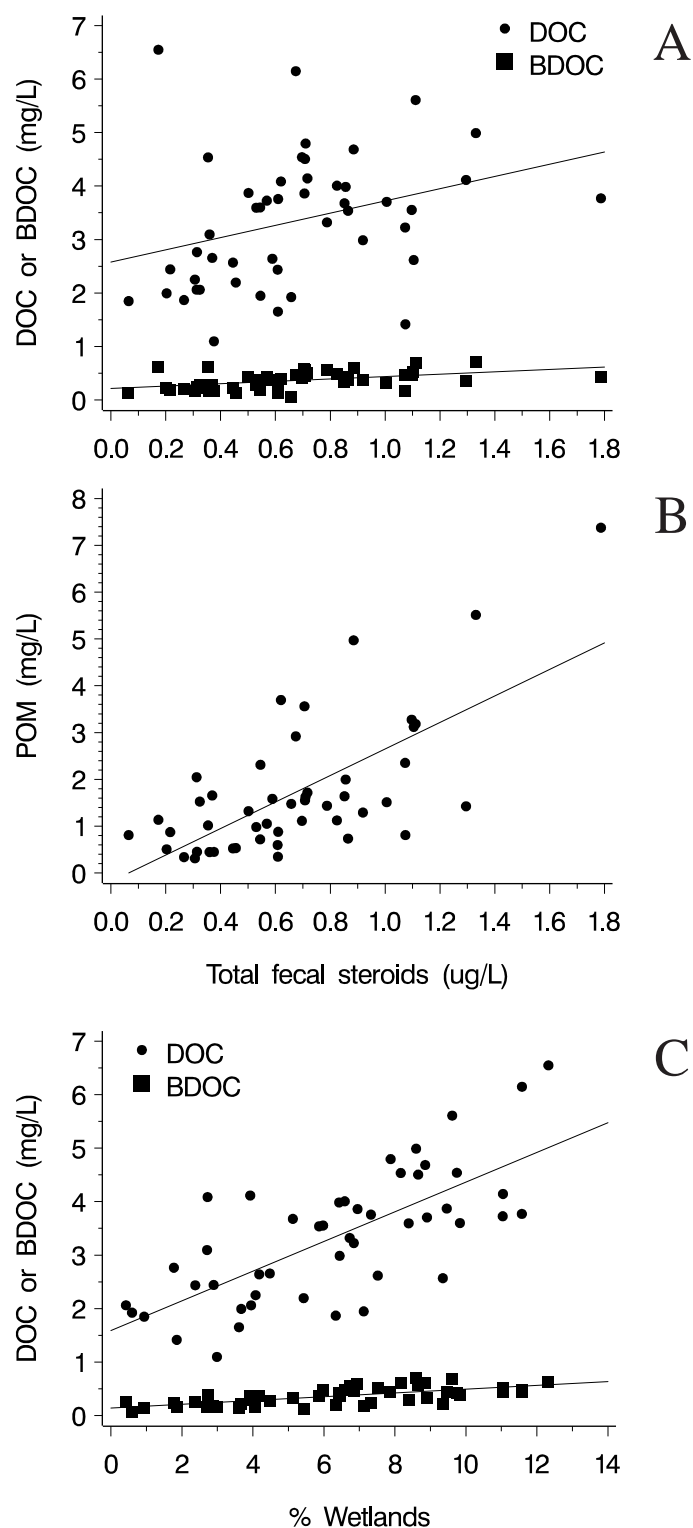 A
DOC
BDOC
DOC or BDOC (mg/L)
7
6
5
4
3
2
1
0
0.0 0.2 0.4 0.6 0.8 1.0 1.2 1.4 1.6 1.8
B
POM (mg/L)
8
7
6
5
4
3
2
1
0
0.0 0.2 0.4 0.6 0.8 1.0 1.2 1.4 1.6 1.8
Total fecal steroids (ug/L)
C
DOC
BDOC
DOC or BDOC (mg/L)
7
6
5
4
3
2
1
0
0 2 4 6 8 10 12 14
% Wetlands